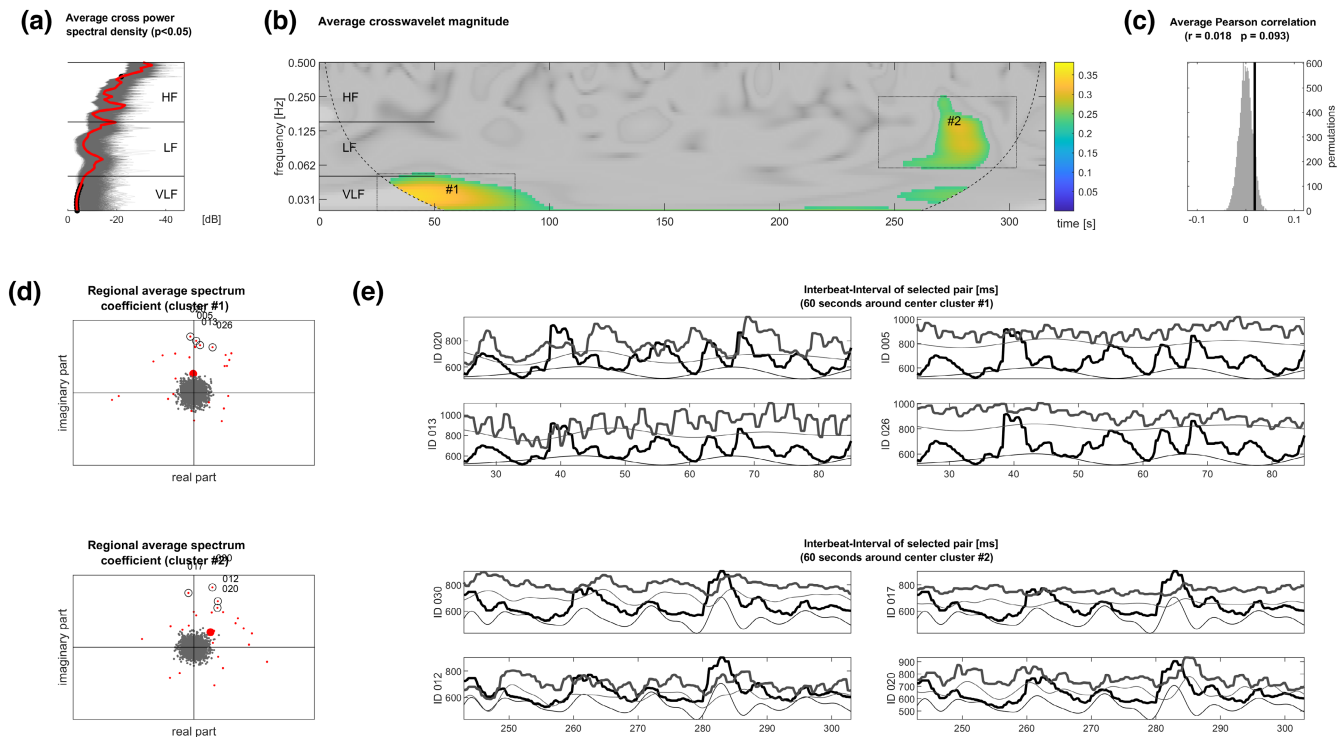 (a)
Average cross power
spectral density (p<0.05)
HF
LF
VLF
0 -20 -40
[dB]
(b)
Average crosswavelet magnitude
frequency [Hz]
0.500
0.250
0.125
0.062
0.031
HF
LF
VLF
#1
#2
0 50 100 150 200 250 300
time [s]
0.35
0.3
0.25
0.2
0.15
0.1
0.05
(c)
Average Pearson correlation
(r = 0.018 p = 0.093)
600
500
400
300
200
100
0
permutations
-0.1 0 0.1
(d)
Regional average spectrum
coefficient (cluster #1)
005
013 026
imaginary part
real part
Regional average spectrum
coefficient (cluster #2)
017
012
020
imaginary part
real part
(e)
Interbeat-Interval of selected pair [ms]
(60 seconds around center cluster #1)
ID 020
800
600
ID 005
1000
800
600
ID 013
1000
800
600
30 40 50 60 70 80
ID 026
1000
800
600
30 40 50 60 70 80
Interbeat-Interval of selected pair [ms]
(60 seconds around center cluster #2)
ID 030
800
600
ID 017
800
600
ID 012
800
600
250 260 270 280 290 300
ID 020
900
800
700
600
500
250 260 270 280 290 300